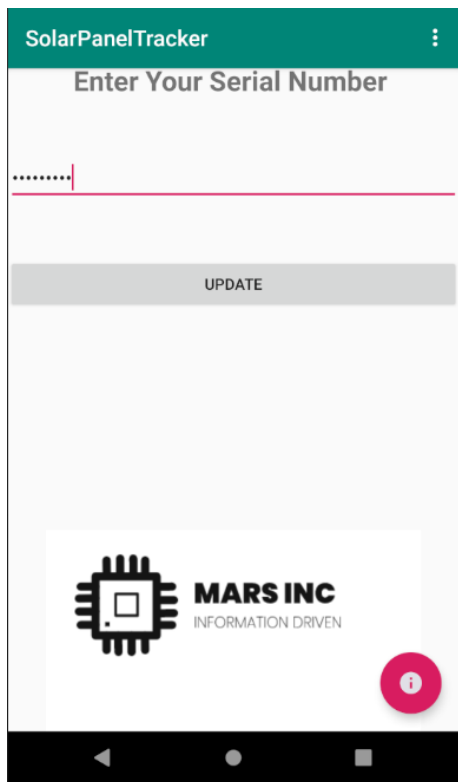 SolarPanelTracker
Enter Your Serial Number
•••••••••
UPDATE
MARS INC
INFORMATION DRIVEN